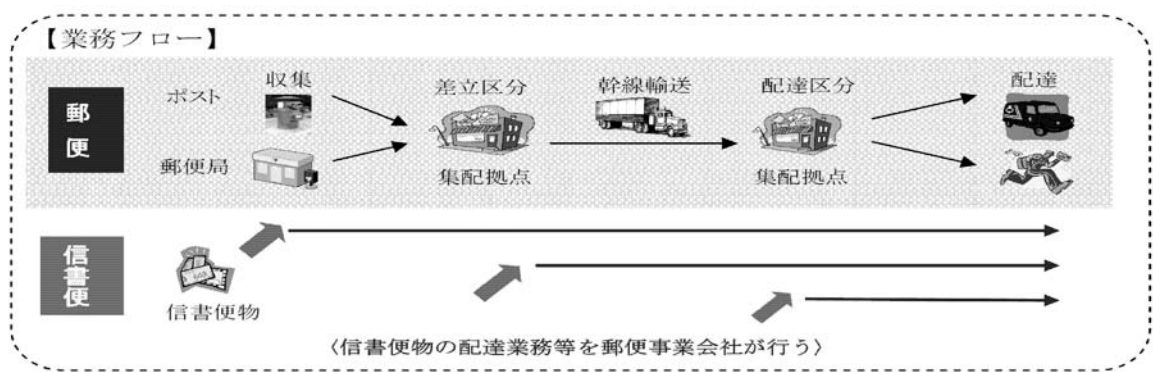 【業務フロー】
郵便
ポスト
収集
差立区分
幹線輸送
配達区分
配達
郵便局
集配拠点
集配拠点
信書便
信書便物
〈信書便物の配達業務等を郵便事業会社が行う〉